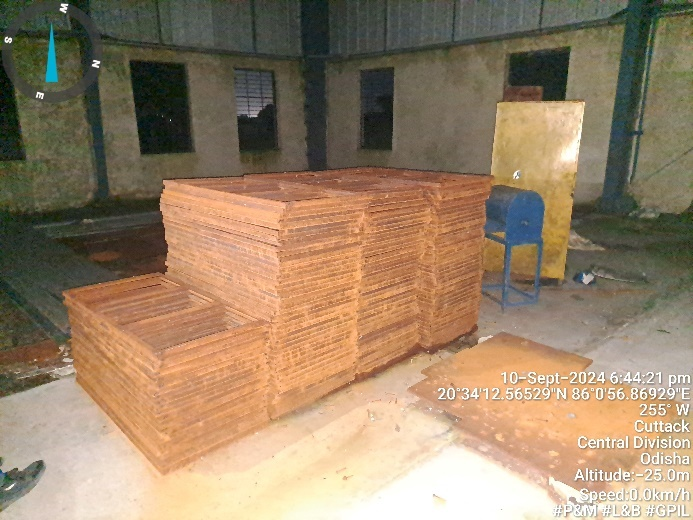 W
S
N
E
10-Sept-2024 6:44:21 pm
20°34'12.56529"N 86°0'56.86929"E
255° W
Cuttack
Central Division
Odisha
Altitude:-25.0m
Speed:0.0km/h
#P&M #L&B #GPIL